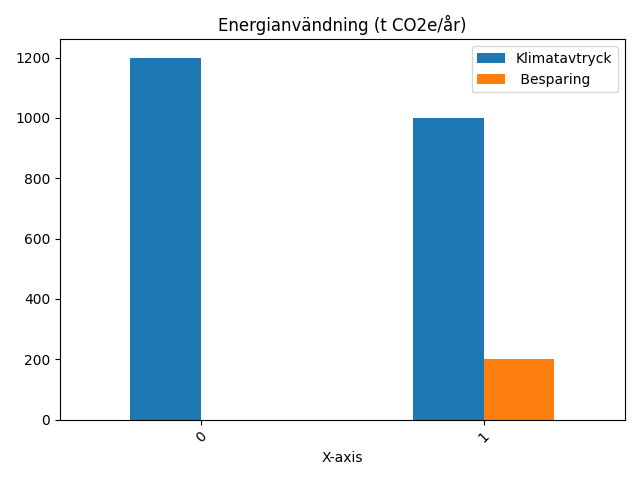 Energianvändning (t CO2e/år)
Klimatavtryck
Besparing
1200
1000
800
600
400
200
0
0
1
X-axis